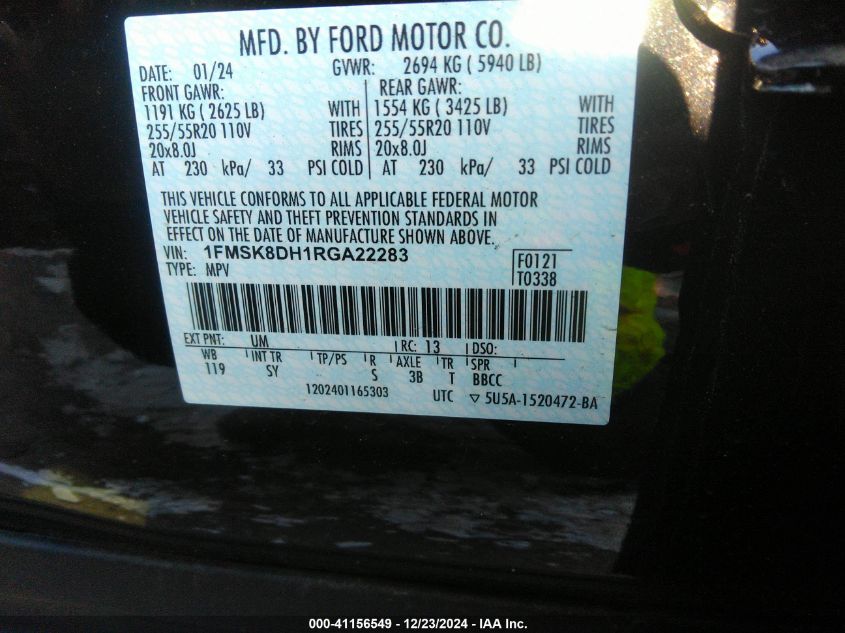 MFD. BY FORD MOTOR CO.
DATE: 01/24 GVWR: 2694 KG ( 5940 LB)
FRONT GAWR: REAR GAWR:
1191 KG ( 2625 LB) WITH 1554 KG ( 3425 LB) WITH
255/55R20 110V TIRES 255/55R20 110V TIRES
20x8.0J RIMS 20x8.0J RIMS
AT 230 kPa/ 33 PSI COLD AT 230 kPa/ 33 PSI COLD
THIS VEHICLE CONFORMS TO ALL APPLICABLE FEDERAL MOTOR
VEHICLE SAFETY AND THEFT PREVENTION STANDARDS IN
EFFECT ON THE DATE OF MANUFACTURE SHOWN ABOVE.
VIN: 1FMSK8DH1RGA22283
TYPE: MPV
F0121
T0338
EXT PNT: UM RC: 13 DSO:
WB INT TR TP/PS R AXLE TR SPR
119 SY S 3B T BBCC
1202401165303 UTC ▽ 5U5A-1520472-BA
000-41156549 - 12/23/2024 - IAA Inc.